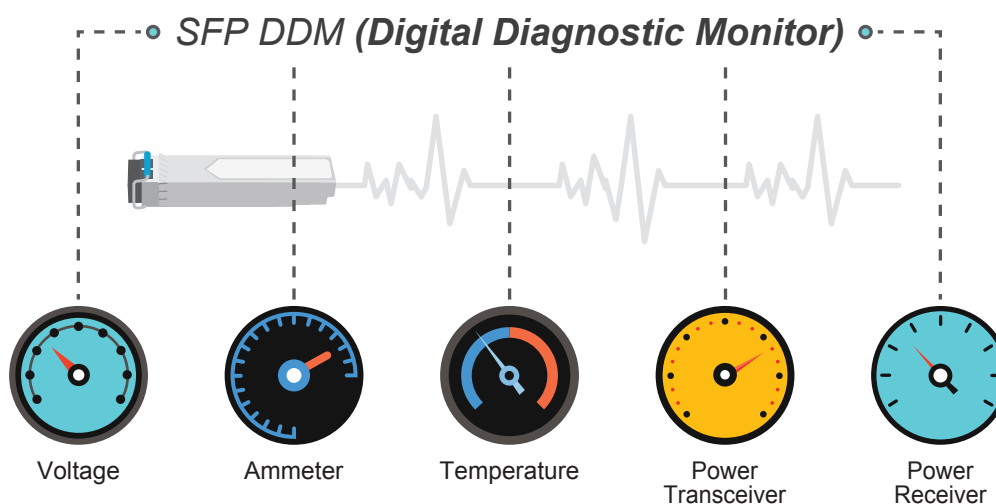 SFP DDM (Digital Diagnostic Monitor)
Voltage
Ammeter
Temperature
Power
Transceiver
Power
Receiver